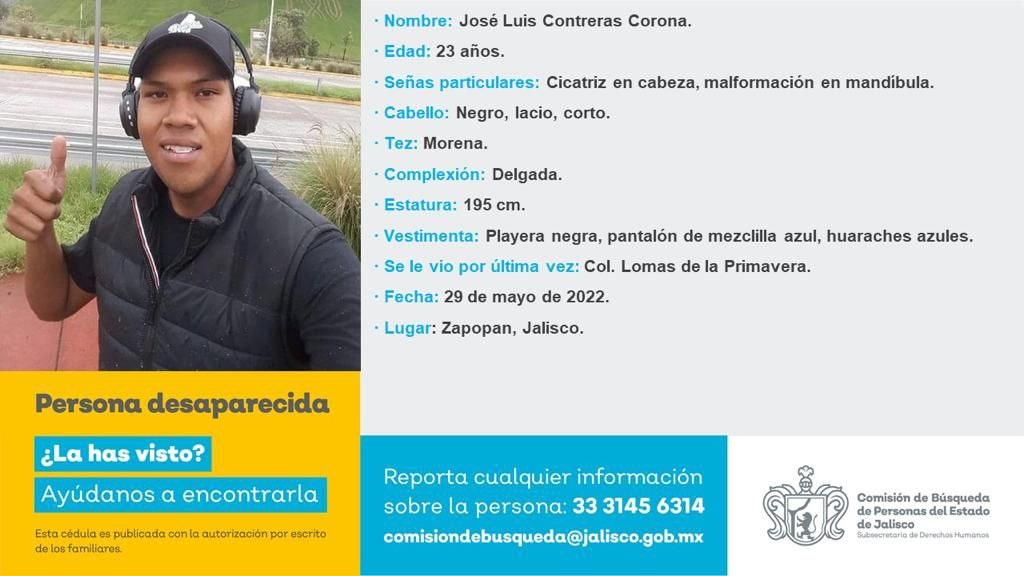 · Nombre: José Luis Contreras Corona.
· Edad: 23 años.
· Señas particulares: Cicatriz en cabeza, malformación en mandíbula.
· Cabello: Negro, lacio, corto.
· Tez: Morena.
· Complexión: Delgada.
· Estatura: 195 cm.
· Vestimenta: Playera negra, pantalón de mezclilla azul, huaraches azules.
· Se le vio por última vez: Col. Lomas de la Primavera.
· Fecha: 29 de mayo de 2022.
· Lugar: Zapopan, Jalisco.
Persona desaparecida
¿La has visto?
Ayúdanos a encontrarla
Esta cédula es publicada con la autorización por escrito
de los familiares.
Reporta cualquier información
sobre la persona: 33 3145 6314
comisiondebusqueda@jalisco.gob.mx
Comisión de Búsqueda
de Personas del Estado
de Jalisco
Subsecretaría de Derechos Humanos